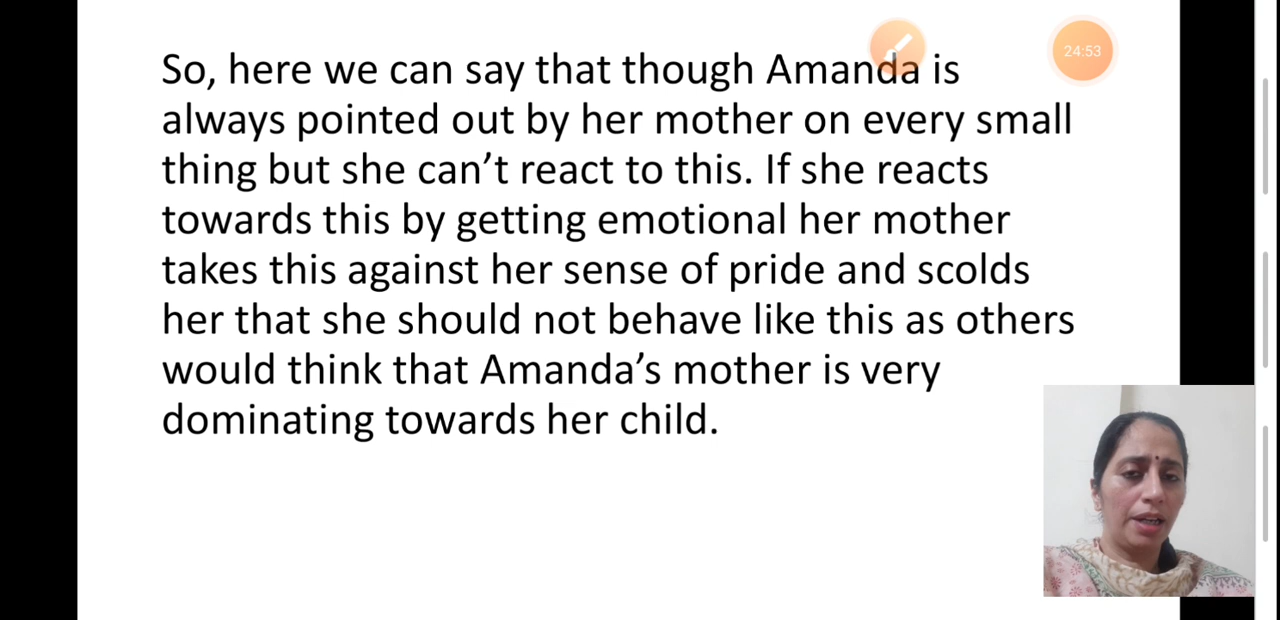 So, here we can say that though Amanda is
24:53
always pointed out by her mother on every small
thing but she can’t react to this. If she reacts
towards this by getting emotional her mother
takes this against her sense of pride and scolds
her that she should not behave like this as others
would think that Amanda’s mother is very
dominating towards her child.